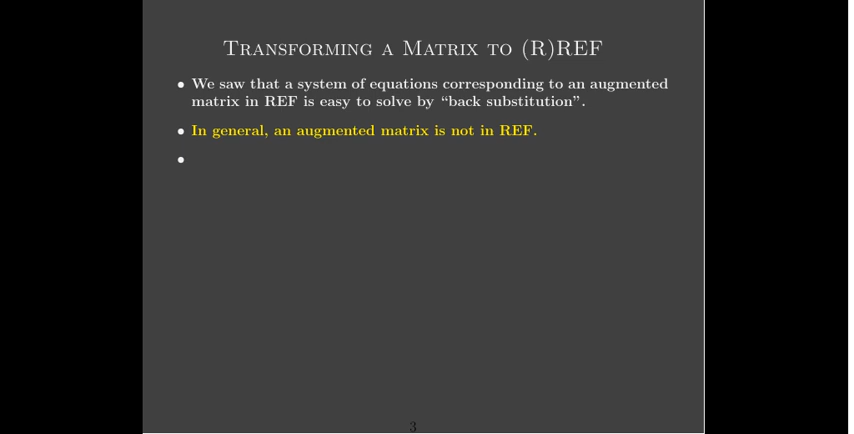 Transforming a Matrix to (R)REF
• We saw that a system of equations corresponding to an augmented
matrix in REF is easy to solve by “back substitution”.
• In general, an augmented matrix is not in REF.
•
3